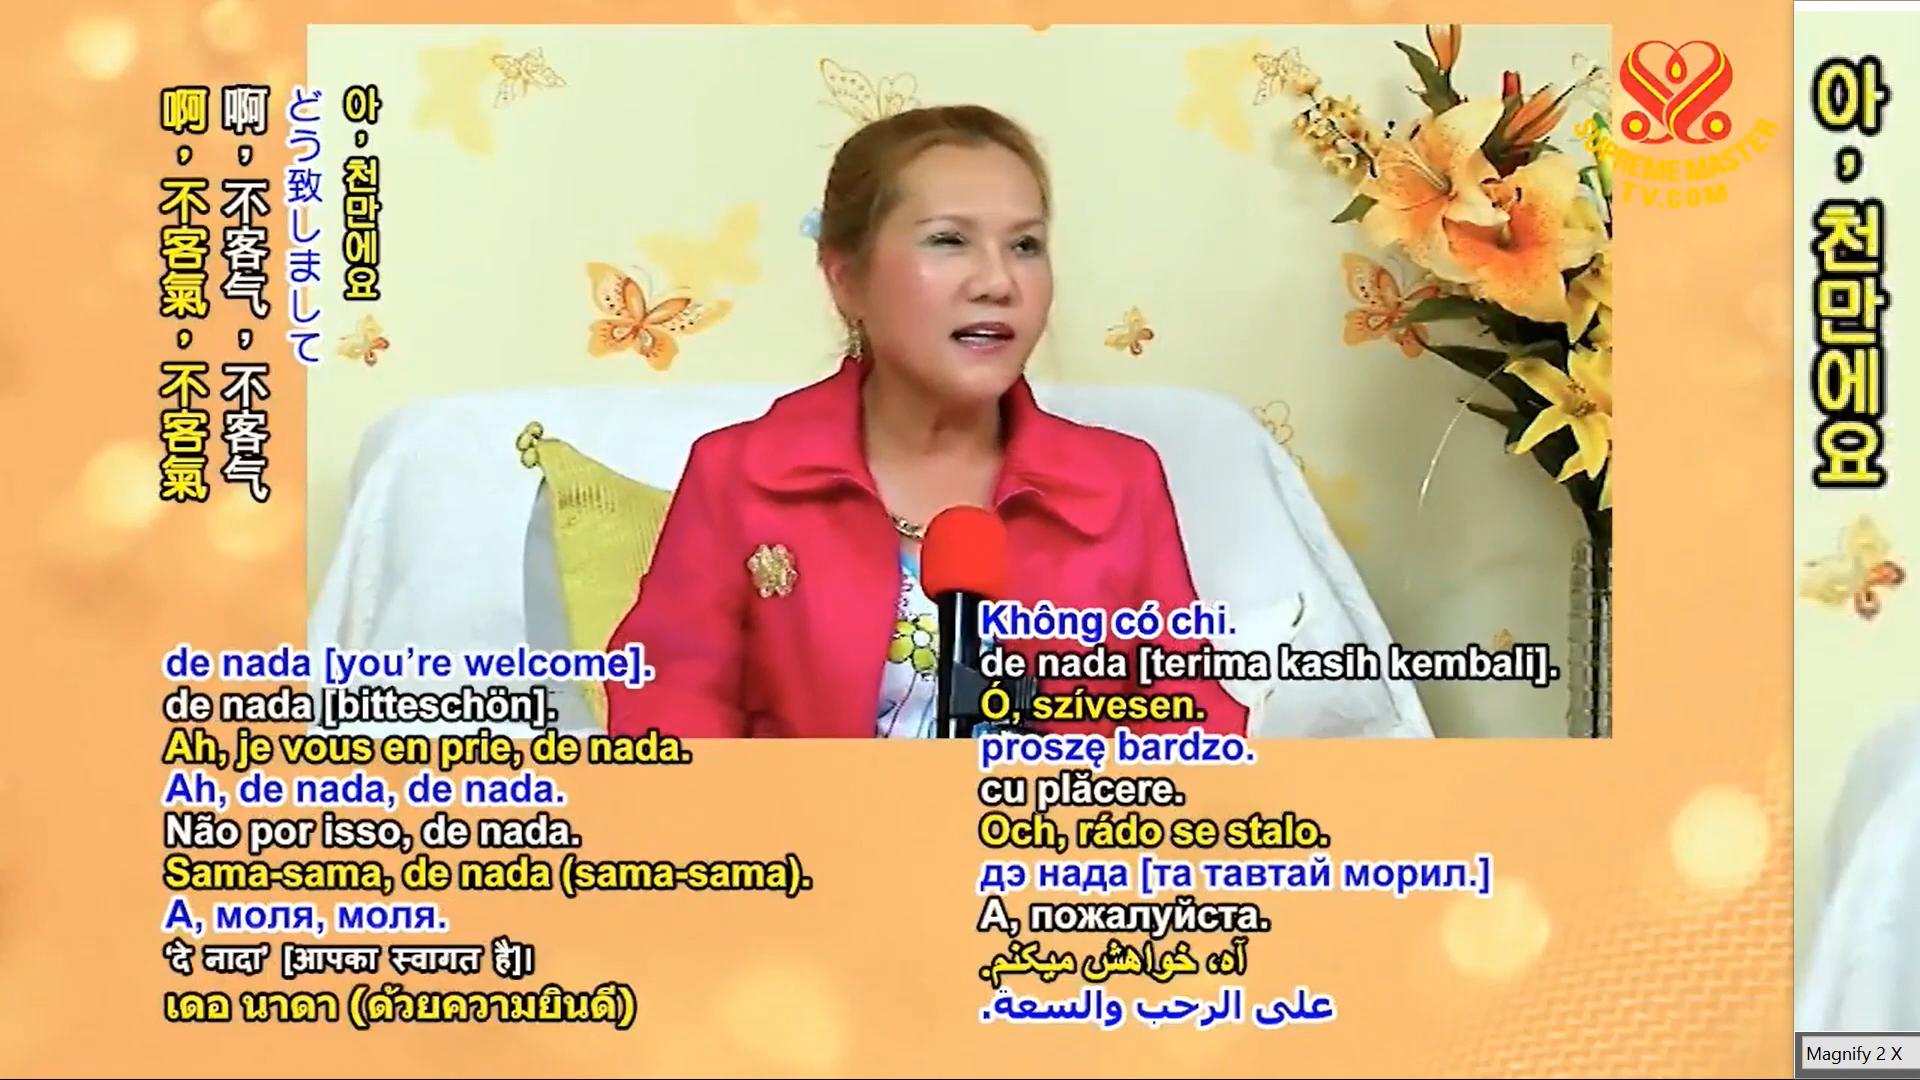 啊，不客氣，不客氣
啊，不客气，不客气
どう致しまして
아，천만에요
SUPREME MASTER
TV.COM
de nada [you’re welcome].
de nada [bitteschön].
Ah, je vous en prie, de nada.
Ah, de nada, de nada.
Não por isso, de nada.
Sama-sama, de nada (sama-sama).
А, моля, моля.
‘दे नादा’ [आपका स्वागत है]।
เดอ นาดา (ด้วยความยินดี)
Không có chi.
de nada [terima kasih kembali].
Ó, szívesen.
proszę bardzo.
cu plăcere.
Och, rádo se stalo.
дэ нада [та тавтай морил.]
А, пожалуйста.
آه، خواهش میکنم.
على الرحب والسعة.
아，천만에요
Magnify 2 X